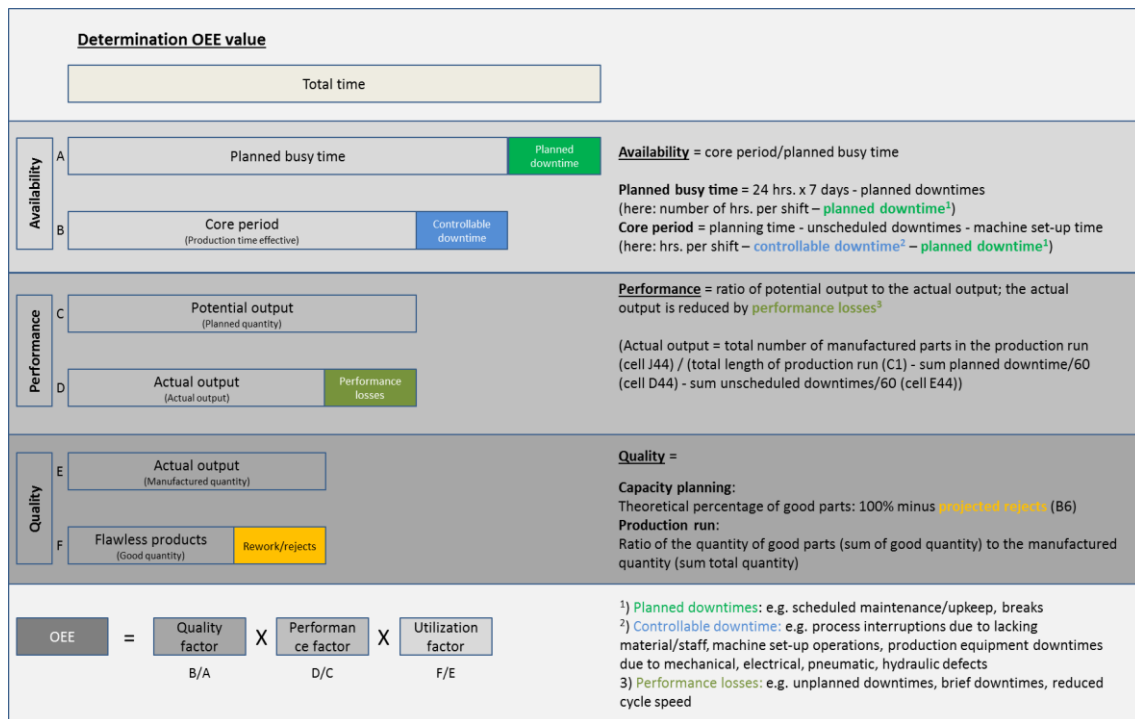 Determination OEE value
Total time
Availability
A
Planned busy time
Planned
downtime
B
Core period
(Production time effective)
Controllable
downtime
Availability = core period/planned busy time
Planned busy time = 24 hrs. x 7 days - planned downtimes
(here: number of hrs. per shift – planned downtime¹)
Core period = planning time - unscheduled downtimes - machine set-up time
(here: hrs. per shift – controllable downtime² – planned downtime¹)
Performance
C
Potential output
(Planned quantity)
D
Actual output
(Actual output)
Performance
losses
Performance = ratio of potential output to the actual output; the actual
output is reduced by performance losses³
(Actual output = total number of manufactured parts in the production run
(cell J44) / (total length of production run (C1) - sum planned downtime/60
(cell D44) - sum unscheduled downtimes/60 (cell E44))
Quality
E
Actual output
(Manufactured quantity)
F
Flawless products
(Good quantity)
Rework/rejects
Quality =
Capacity planning:
Theoretical percentage of good parts: 100% minus projected rejects (B6)
Production run:
Ratio of the quantity of good parts (sum of good quantity) to the manufactured
quantity (sum total quantity)
OEE
=
Quality
factor
X
Performan
ce factor
X
Utilization
factor
B/A
D/C
F/E
¹) Planned downtimes: e.g. scheduled maintenance/upkeep, breaks
²) Controllable downtime: e.g. process interruptions due to lacking
material/staff, machine set-up operations, production equipment downtimes
due to mechanical, electrical, pneumatic, hydraulic defects
3) Performance losses: e.g. unplanned downtimes, brief downtimes, reduced
cycle speed